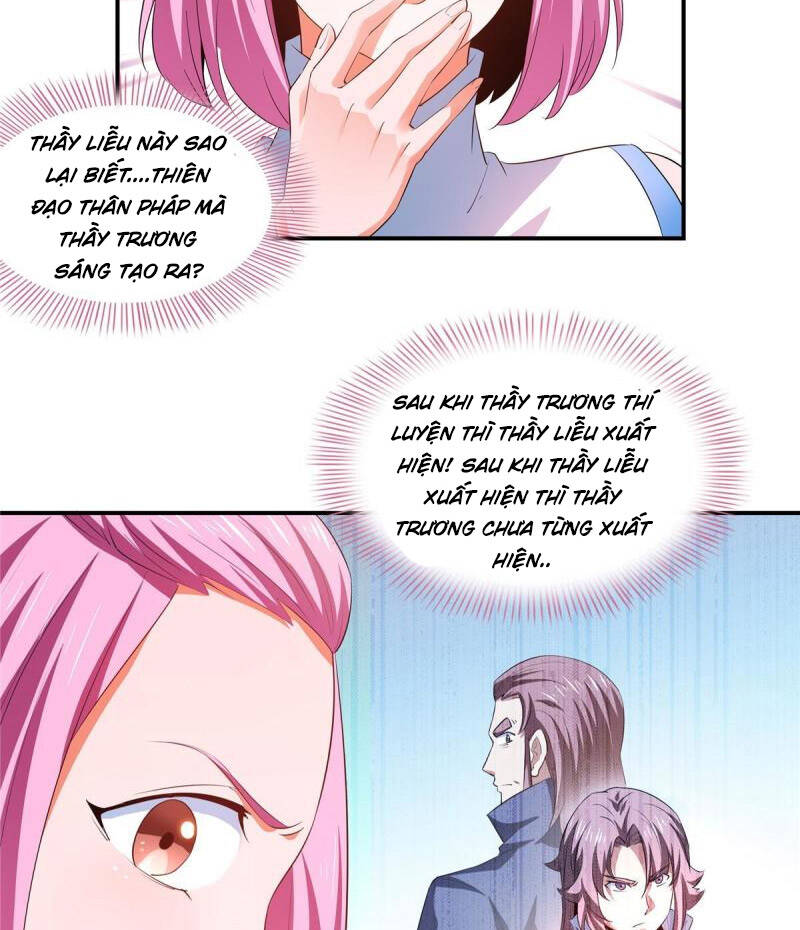 THẦY LIỄU NÀY SAO
LẠI BIẾT....THIÊN
ĐẠO THÂN PHÁP MÀ
THẦY TRƯƠNG
SÁNG TẠO RA?
SAU KHI THẦY TRƯƠNG THÍ
LUYỆN THÌ THẦY LIỄU XUẤT
HIỆN! SAU KHI THẦY LIỄU
XUẤT HIỆN THÌ THẦY
TRƯƠNG CHƯA TỪNG XUẤT
HIỆN..